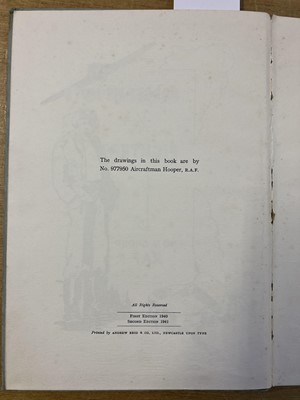 The drawings in this book are by
No. 877950 Aircraftman Hooper, R.A.F.
All Rights Reserved
First Edition 1940
Second Edition 1941
Printed by ANDREW REID & CO. LTD., NEWCASTLE UPON TYNE